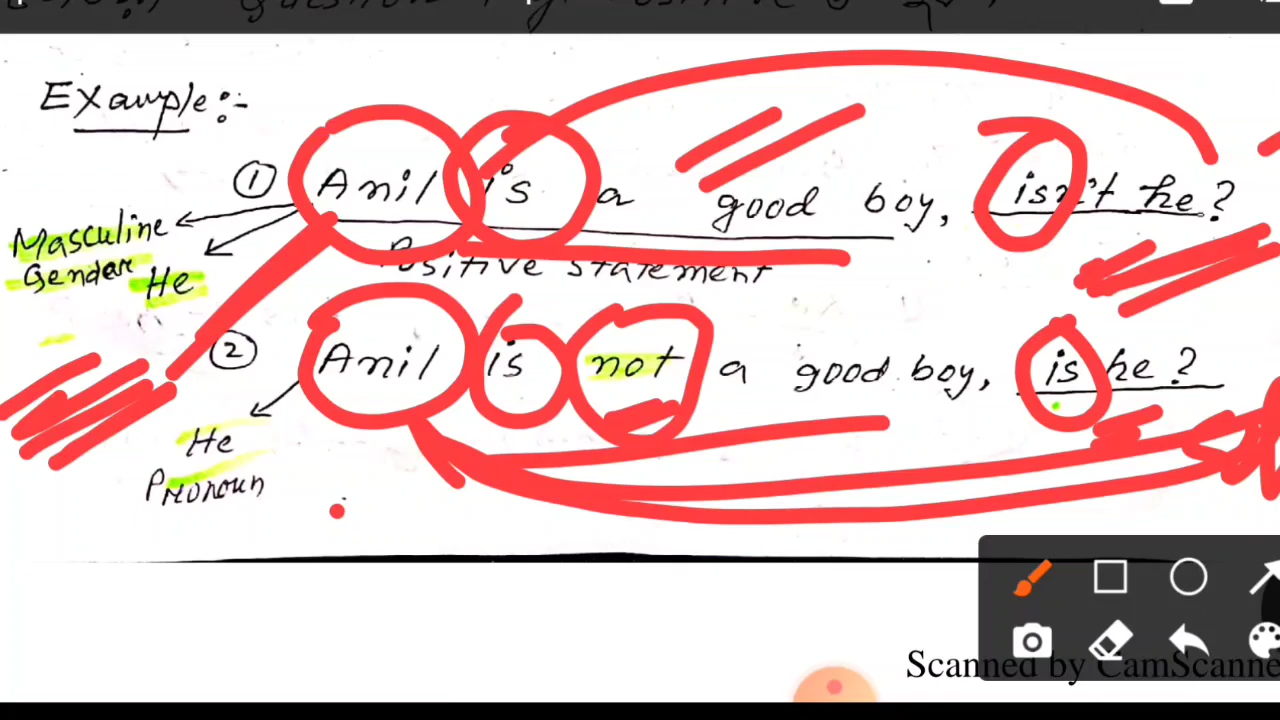 Example:-
① Anil is a good boy, isn't he?
Masculine
Gender He
Positive statement
② Anil is not a good boy, is he?
He
Pronoun
Scanned by CamScanne